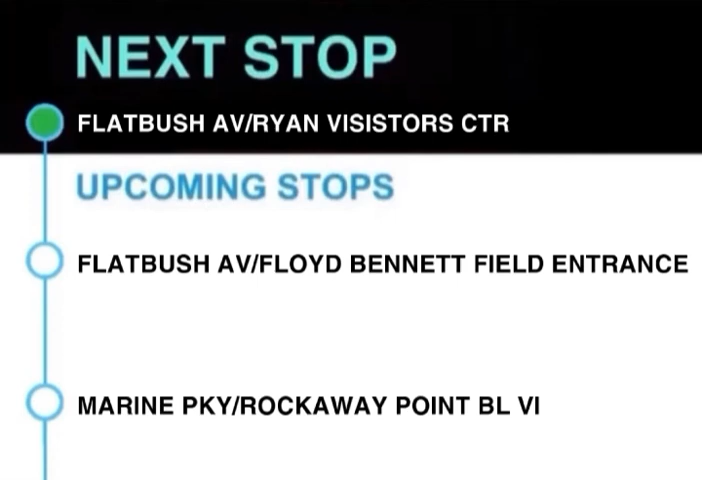 NEXT STOP
FLATBUSH AV/RYAN VISISTORS CTR
UPCOMING STOPS
FLATBUSH AV/FLOYD BENNETT FIELD ENTRANCE
MARINE PKY/ROCKAWAY POINT BL VI